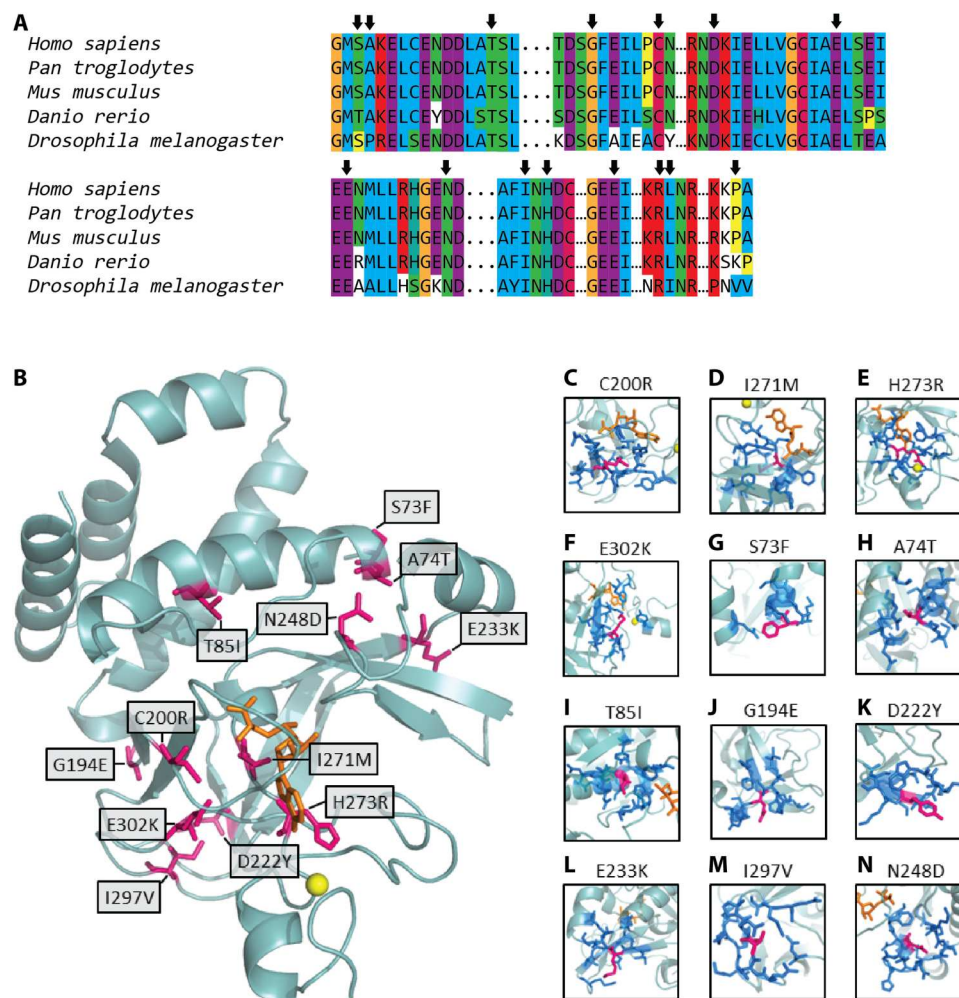 A
Homo sapiens GMSAKELCENDDLATSL...TDSGFEILPCN...RNDKIELLVGCIAELSEI
Pan troglodytes GMSAKELCENDDLATSL...TDSGFEILPCN...RNDKIELLVGCIAELSEI
Mus musculus GMSAKELCENDDLATSL...TDSGFEILPCN...RNDKIELLVGCIAELSEI
Danio rerio GMTAKELCEYDDLSTSL...SDSGFEILSCN...RNDKIEHLVGCIAELSPS
Drosophila melanogaster GMSPRELSENDDLATSL...KDSGFAIEACY...KNDKIECLVGCIAELTEA
Homo sapiens EENMLLRHGEND....AFINHDC...GEEI...KRLNR...KKPA
Pan troglodytes EENMLLRHGEND....AFINHDC...GEEI...KRLNR...KKPA
Mus musculus EENMLLRHGEND....AFINHDC...GEEI...KRLNR...RKPA
Danio rerio EERMLLRHGEND....AFINHDC...GEEI...KRLNR...KSKP
Drosophila melanogaster EEAALLHSGKND....AYINHDC...GEEI...NRINR...PNVV
B
S73F
A74T
N248D
T85I
E233K
C200R
G194E
I271M
H273R
E302K
D222Y
I297V
C
C200R
D
I271M
E
H273R
F
E302K
G
S73F
H
A74T
I
T85I
J
G194E
K
D222Y
L
E233K
M
I297V
N
N248D